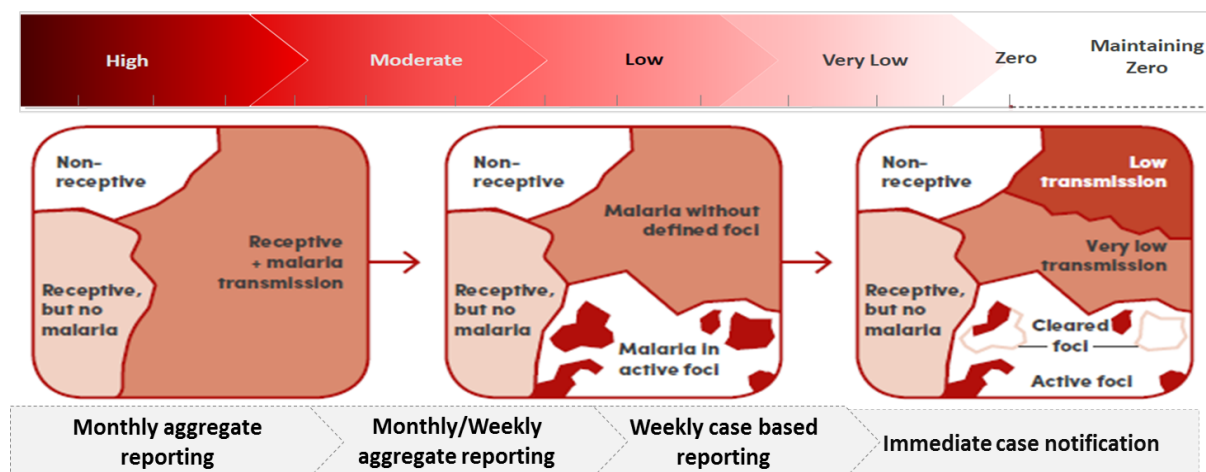 High
Moderate
Low
Very Low
Zero
Maintaining
Zero
Non-
receptive
Receptive
+ malaria
transmission
Receptive,
but no
malaria
Non-
receptive
Malaria without
defined foci
Receptive,
but no
malaria
Malaria in
active foci
Non-
receptive
Low
transmission
Very low
transmission
Receptive,
but no
malaria
Cleared
foci
Active foci
Monthly aggregate
reporting
Monthly/Weekly
aggregate reporting
Weekly case based
reporting
Immediate case notification